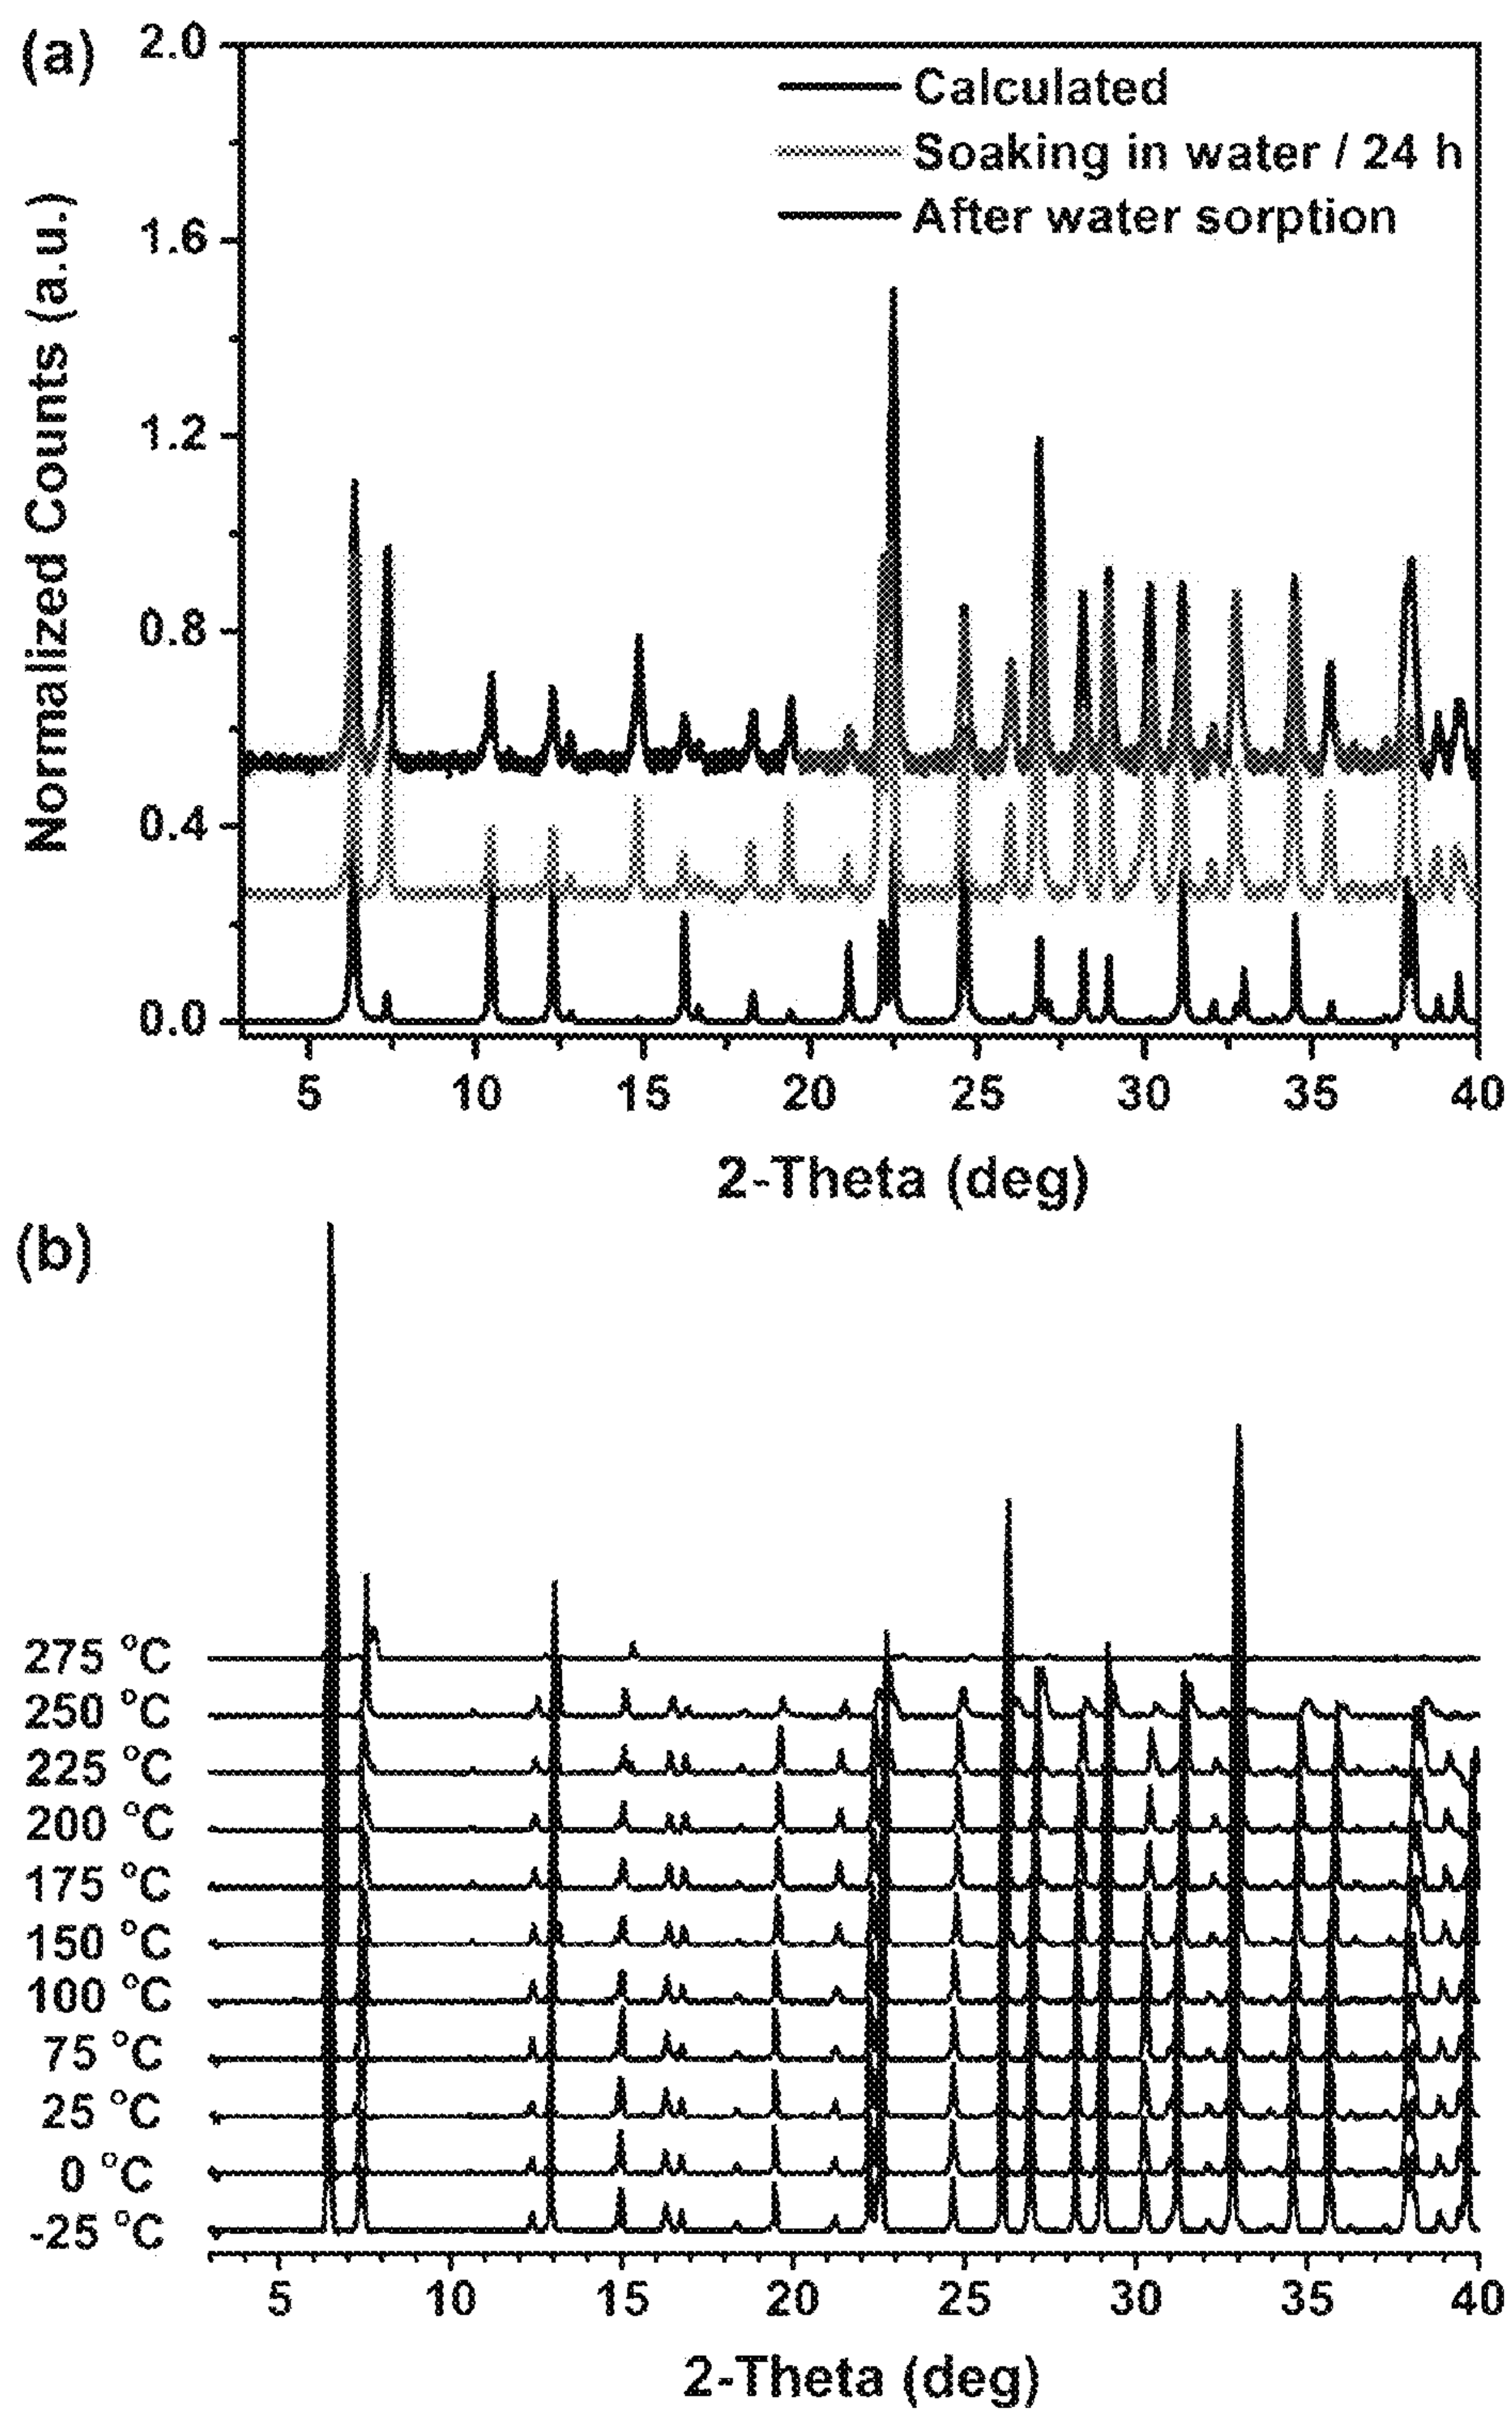 (a)
2.0
1.6
1.2
0.8
0.4
0.0
Normalized Counts (a.u.)
Calculated
Soaking in water / 24 h
After water sorption
5 10 15 20 25 30 35 40
2-Theta (deg)
(b)
275 °C
250 °C
225 °C
200 °C
175 °C
150 °C
100 °C
75 °C
25 °C
0 °C
-25 °C
5 10 15 20 25 30 35 40
2-Theta (deg)